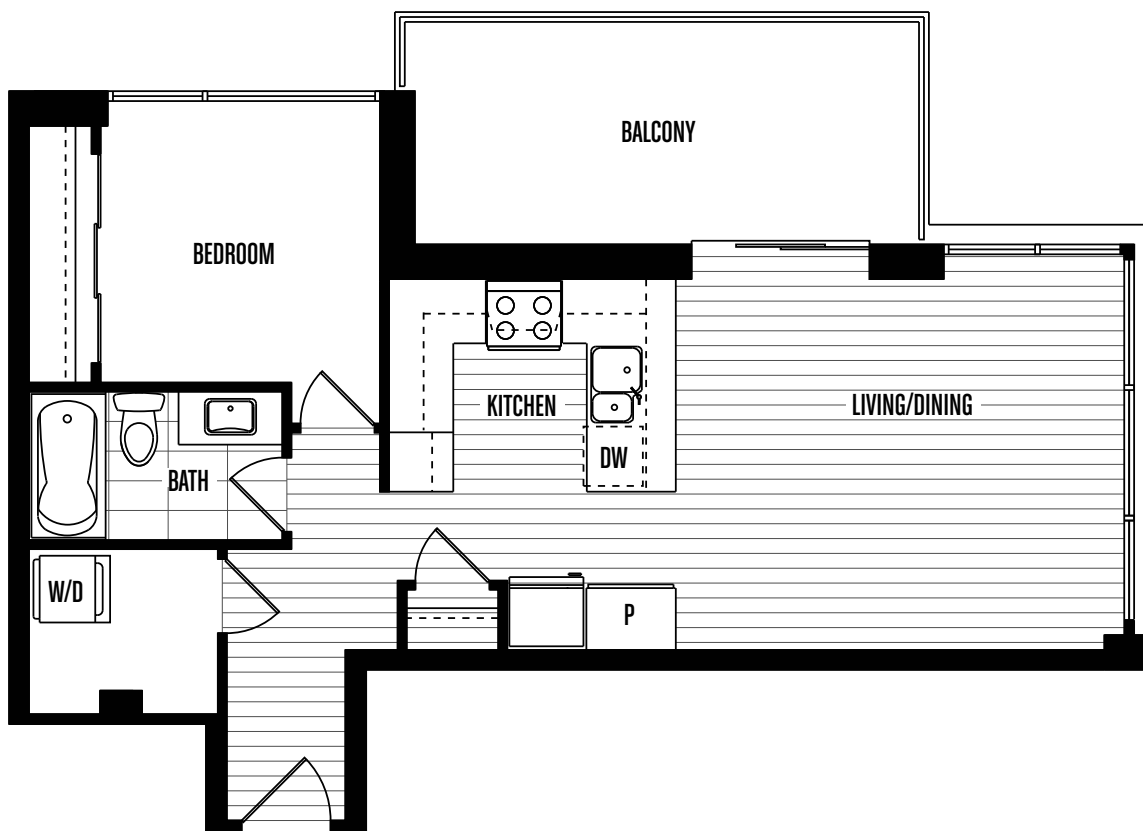 BALCONY
BEDROOM
KITCHEN
LIVING/DINING
DW
BATH
W/D
P